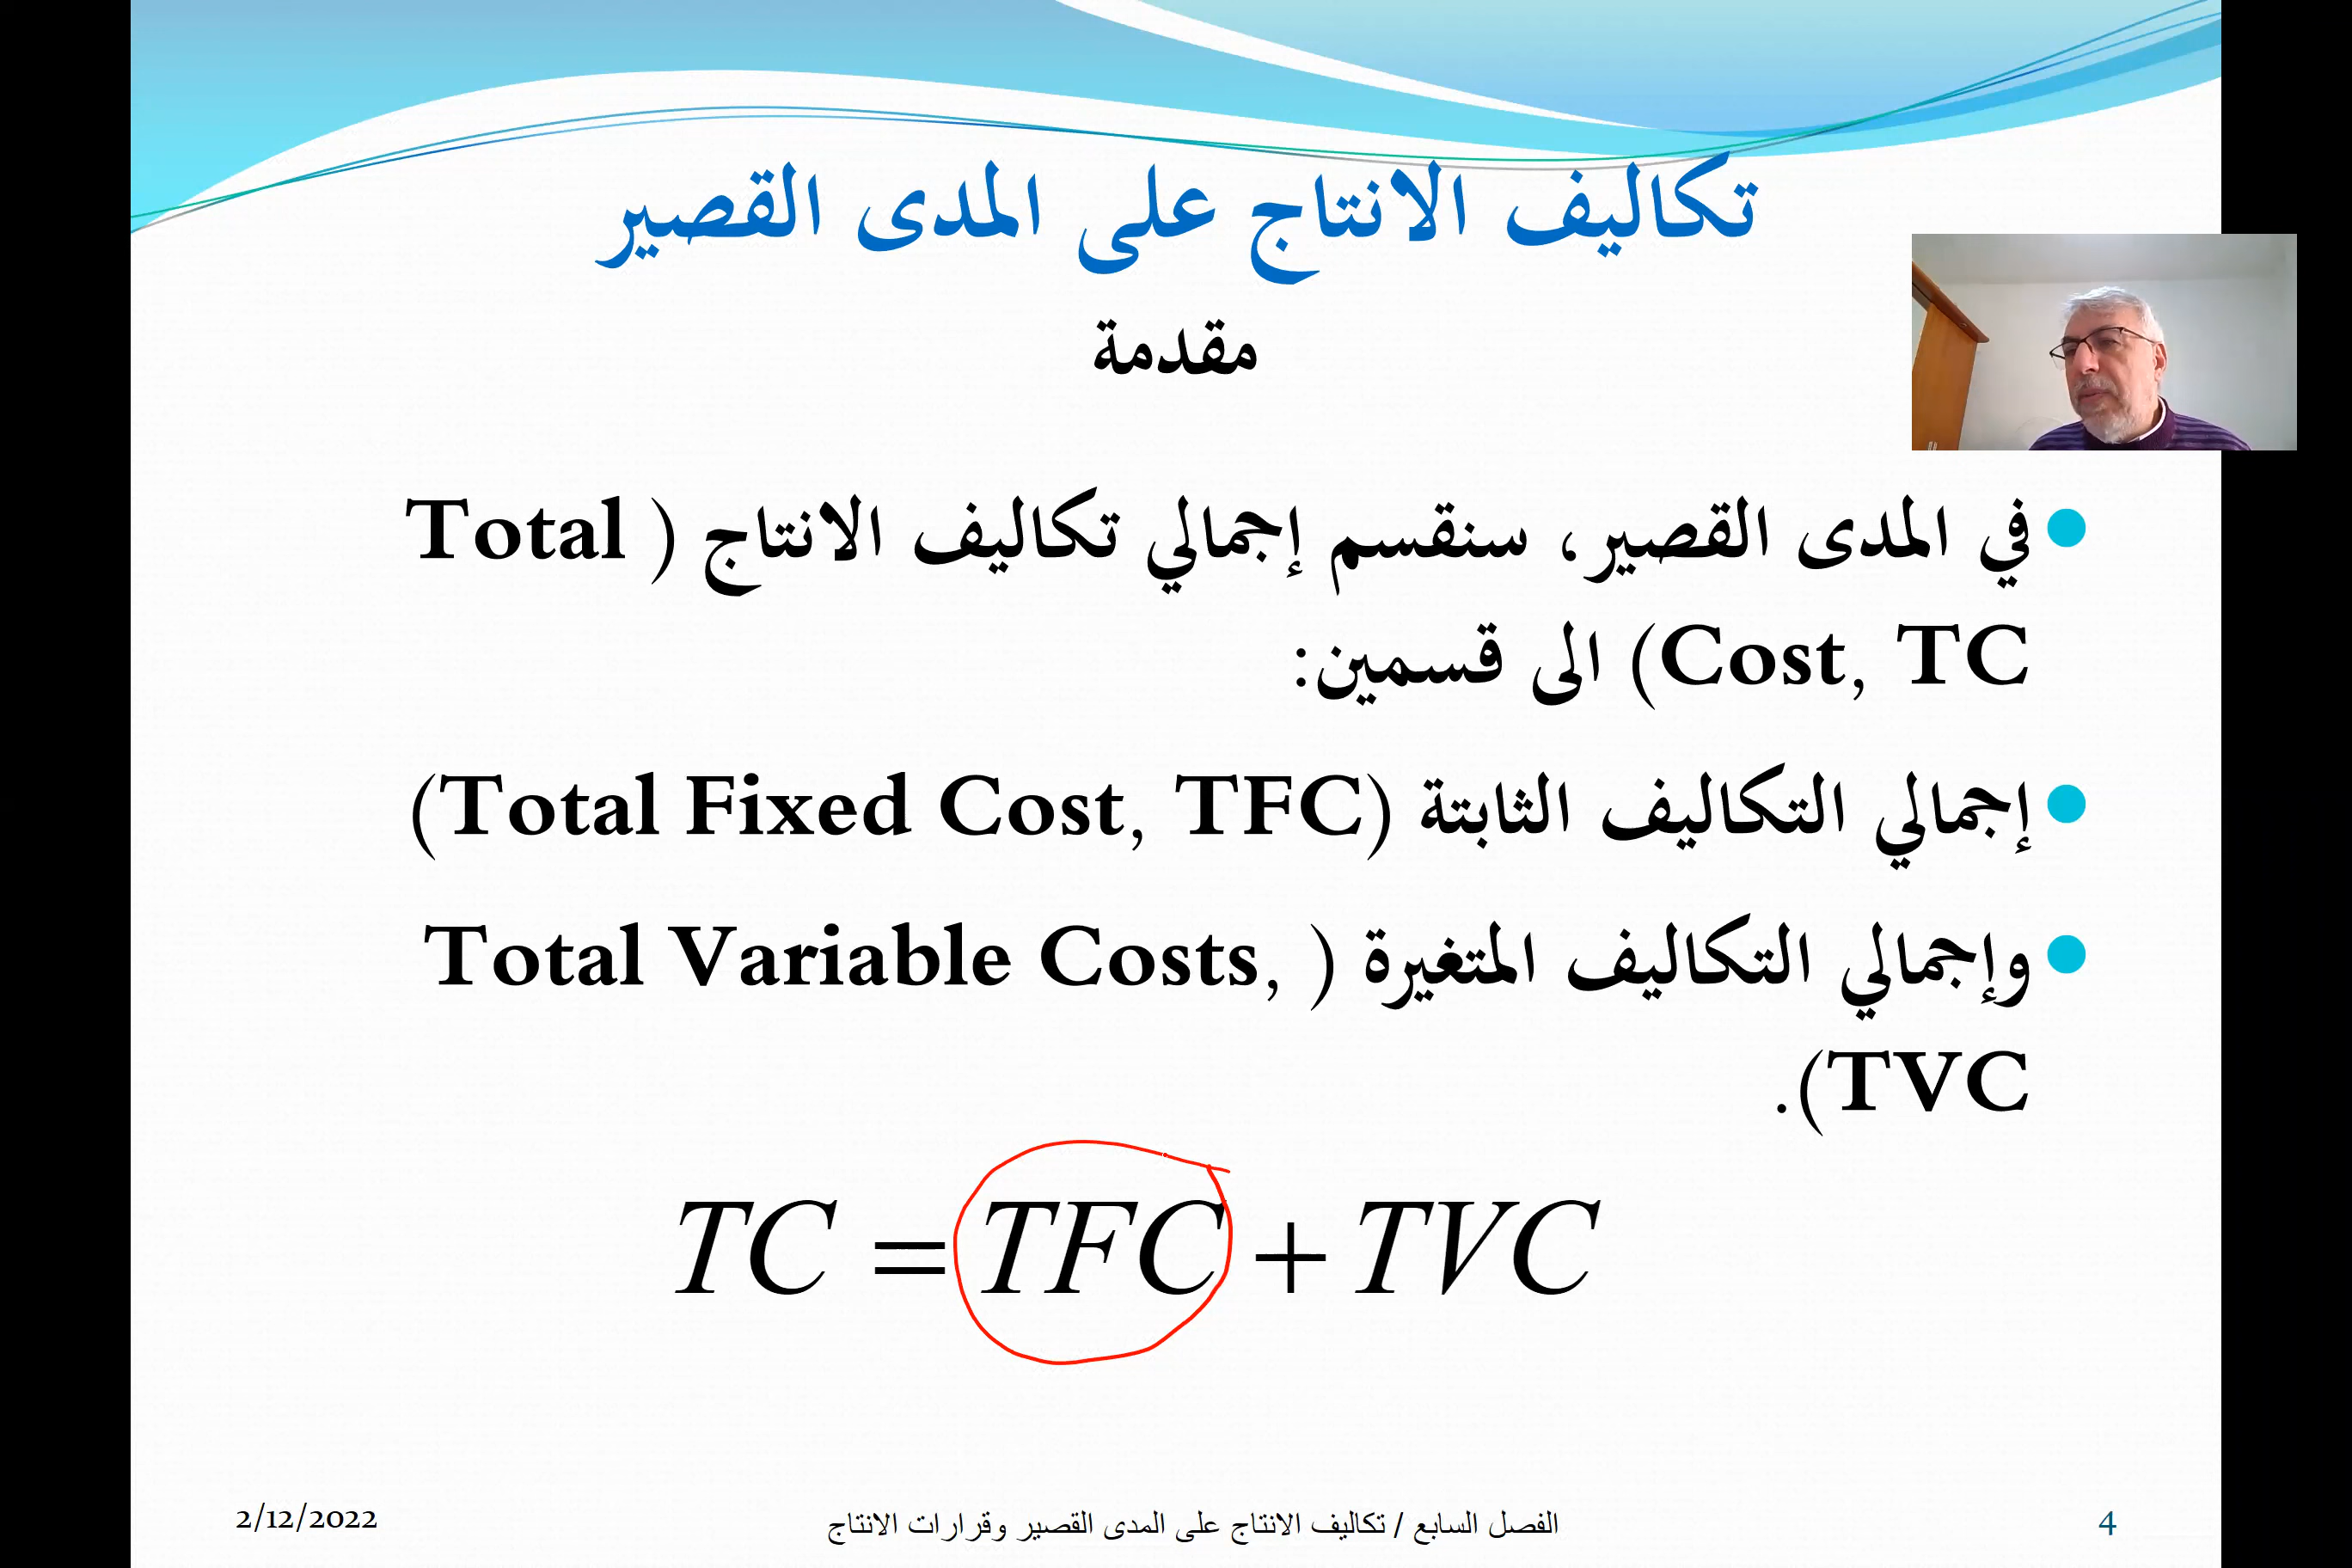 تكاليف الانتاج على المدى القصير
مقدمة
في المدى القصير، سنقسم إجمالي تكاليف الانتاج (Total
Cost, TC) الى قسمين:
إجمالي التكاليف الثابتة (Total Fixed Cost, TFC)
وإجمالي التكاليف المتغيرة (Total Variable Costs,
TVC).
TC = TFC + TVC
2/12/2022
الفصل السابع / تكاليف الانتاج على المدى القصير وقرارات الانتاج
4